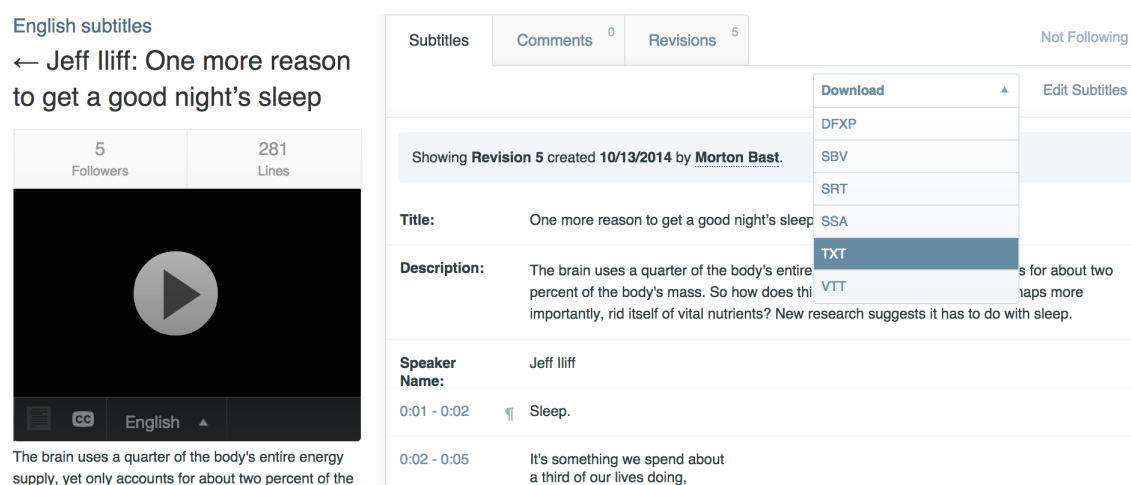 English subtitles
← Jeff Iliff: One more reason
to get a good night’s sleep
5
Followers
281
Lines
CC
English ▲
The brain uses a quarter of the body's entire energy
supply, yet only accounts for about two percent of the
Subtitles
Comments 0
Revisions 5
Not Following
Download ▲
DFXP
SBV
SRT
SSA
TXT
VTT
Edit Subtitles
Showing Revision 5 created 10/13/2014 by Morton Bast.
Title: One more reason to get a good night’s sleep
Description: The brain uses a quarter of the body's entire s for about two
percent of the body's mass. So how does thi haps more
importantly, rid itself of vital nutrients? New research suggests it has to do with sleep.
Speaker
Name: Jeff Iliff
0:01 - 0:02 ¶ Sleep.
0:02 - 0:05 It's something we spend about
a third of our lives doing,